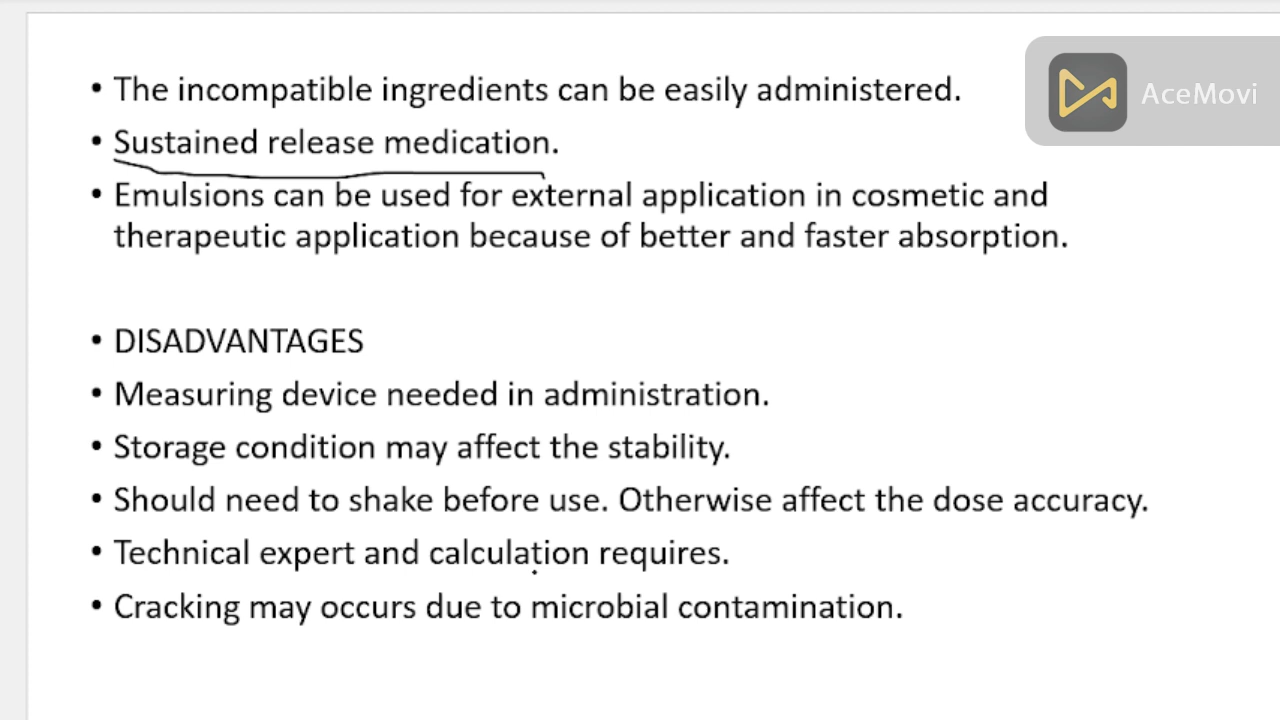 • The incompatible ingredients can be easily administered.
AceMovi
• Sustained release medication.
• Emulsions can be used for external application in cosmetic and
therapeutic application because of better and faster absorption.
• DISADVANTAGES
• Measuring device needed in administration.
• Storage condition may affect the stability.
• Should need to shake before use. Otherwise affect the dose accuracy.
• Technical expert and calculation requires.
• Cracking may occurs due to microbial contamination.